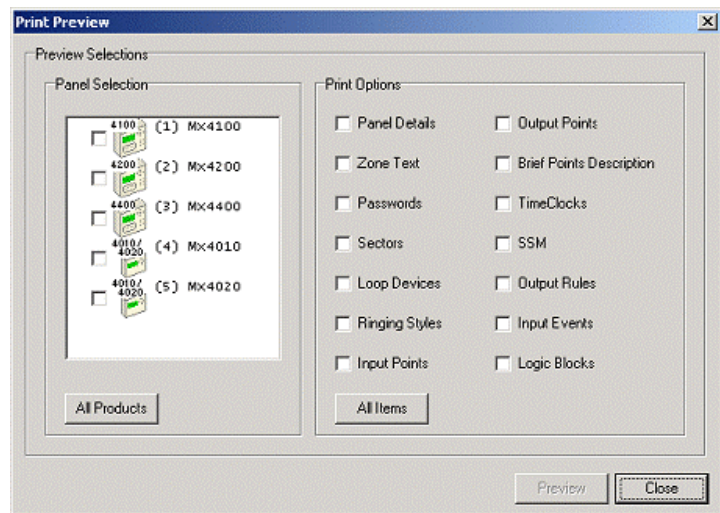 Print Preview
Preview Selections
Panel Selection
4100 (1) Mx4100
4200 (2) Mx4200
4400 (3) Mx4400
4010/
4020 (4) Mx4010
4010/
4020 (5) Mx4020
All Products
Print Options
Panel Details
Output Points
Zone Text
Brief Points Description
Passwords
TimeClocks
Sectors
SSM
Loop Devices
Output Rules
Ringing Styles
Input Events
Input Points
Logic Blocks
All Items
Preview
Close